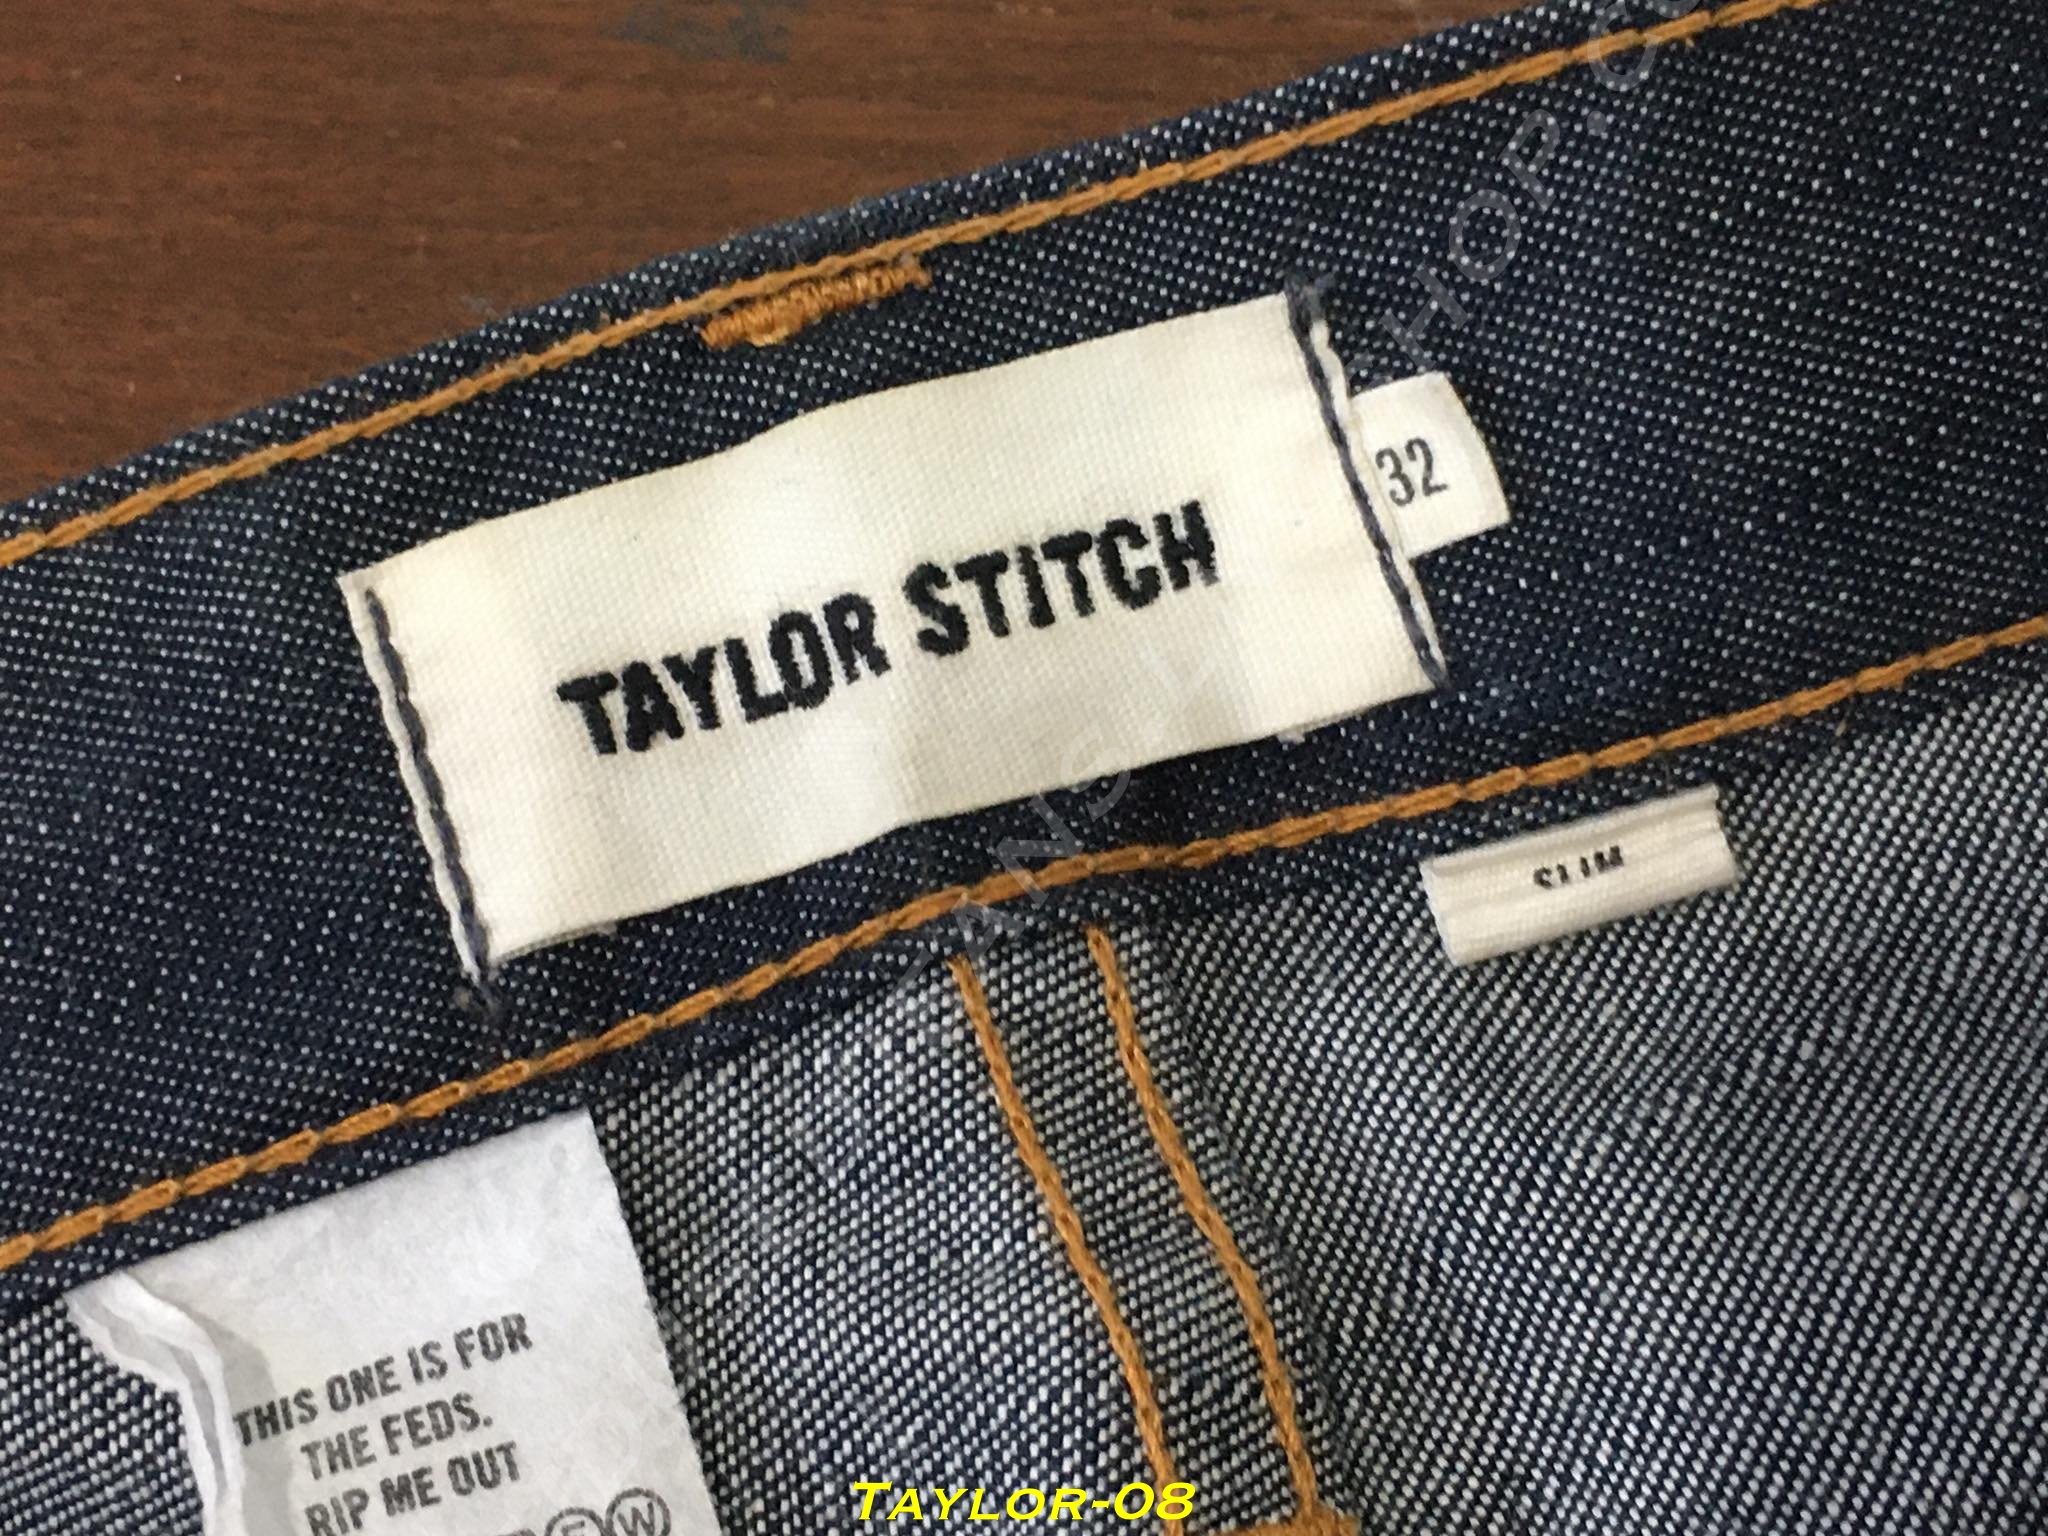 TAYLOR STITCH
32
SLIM
THIS ONE IS FOR
THE FEDS.
RIP ME OUT
Taylor-08